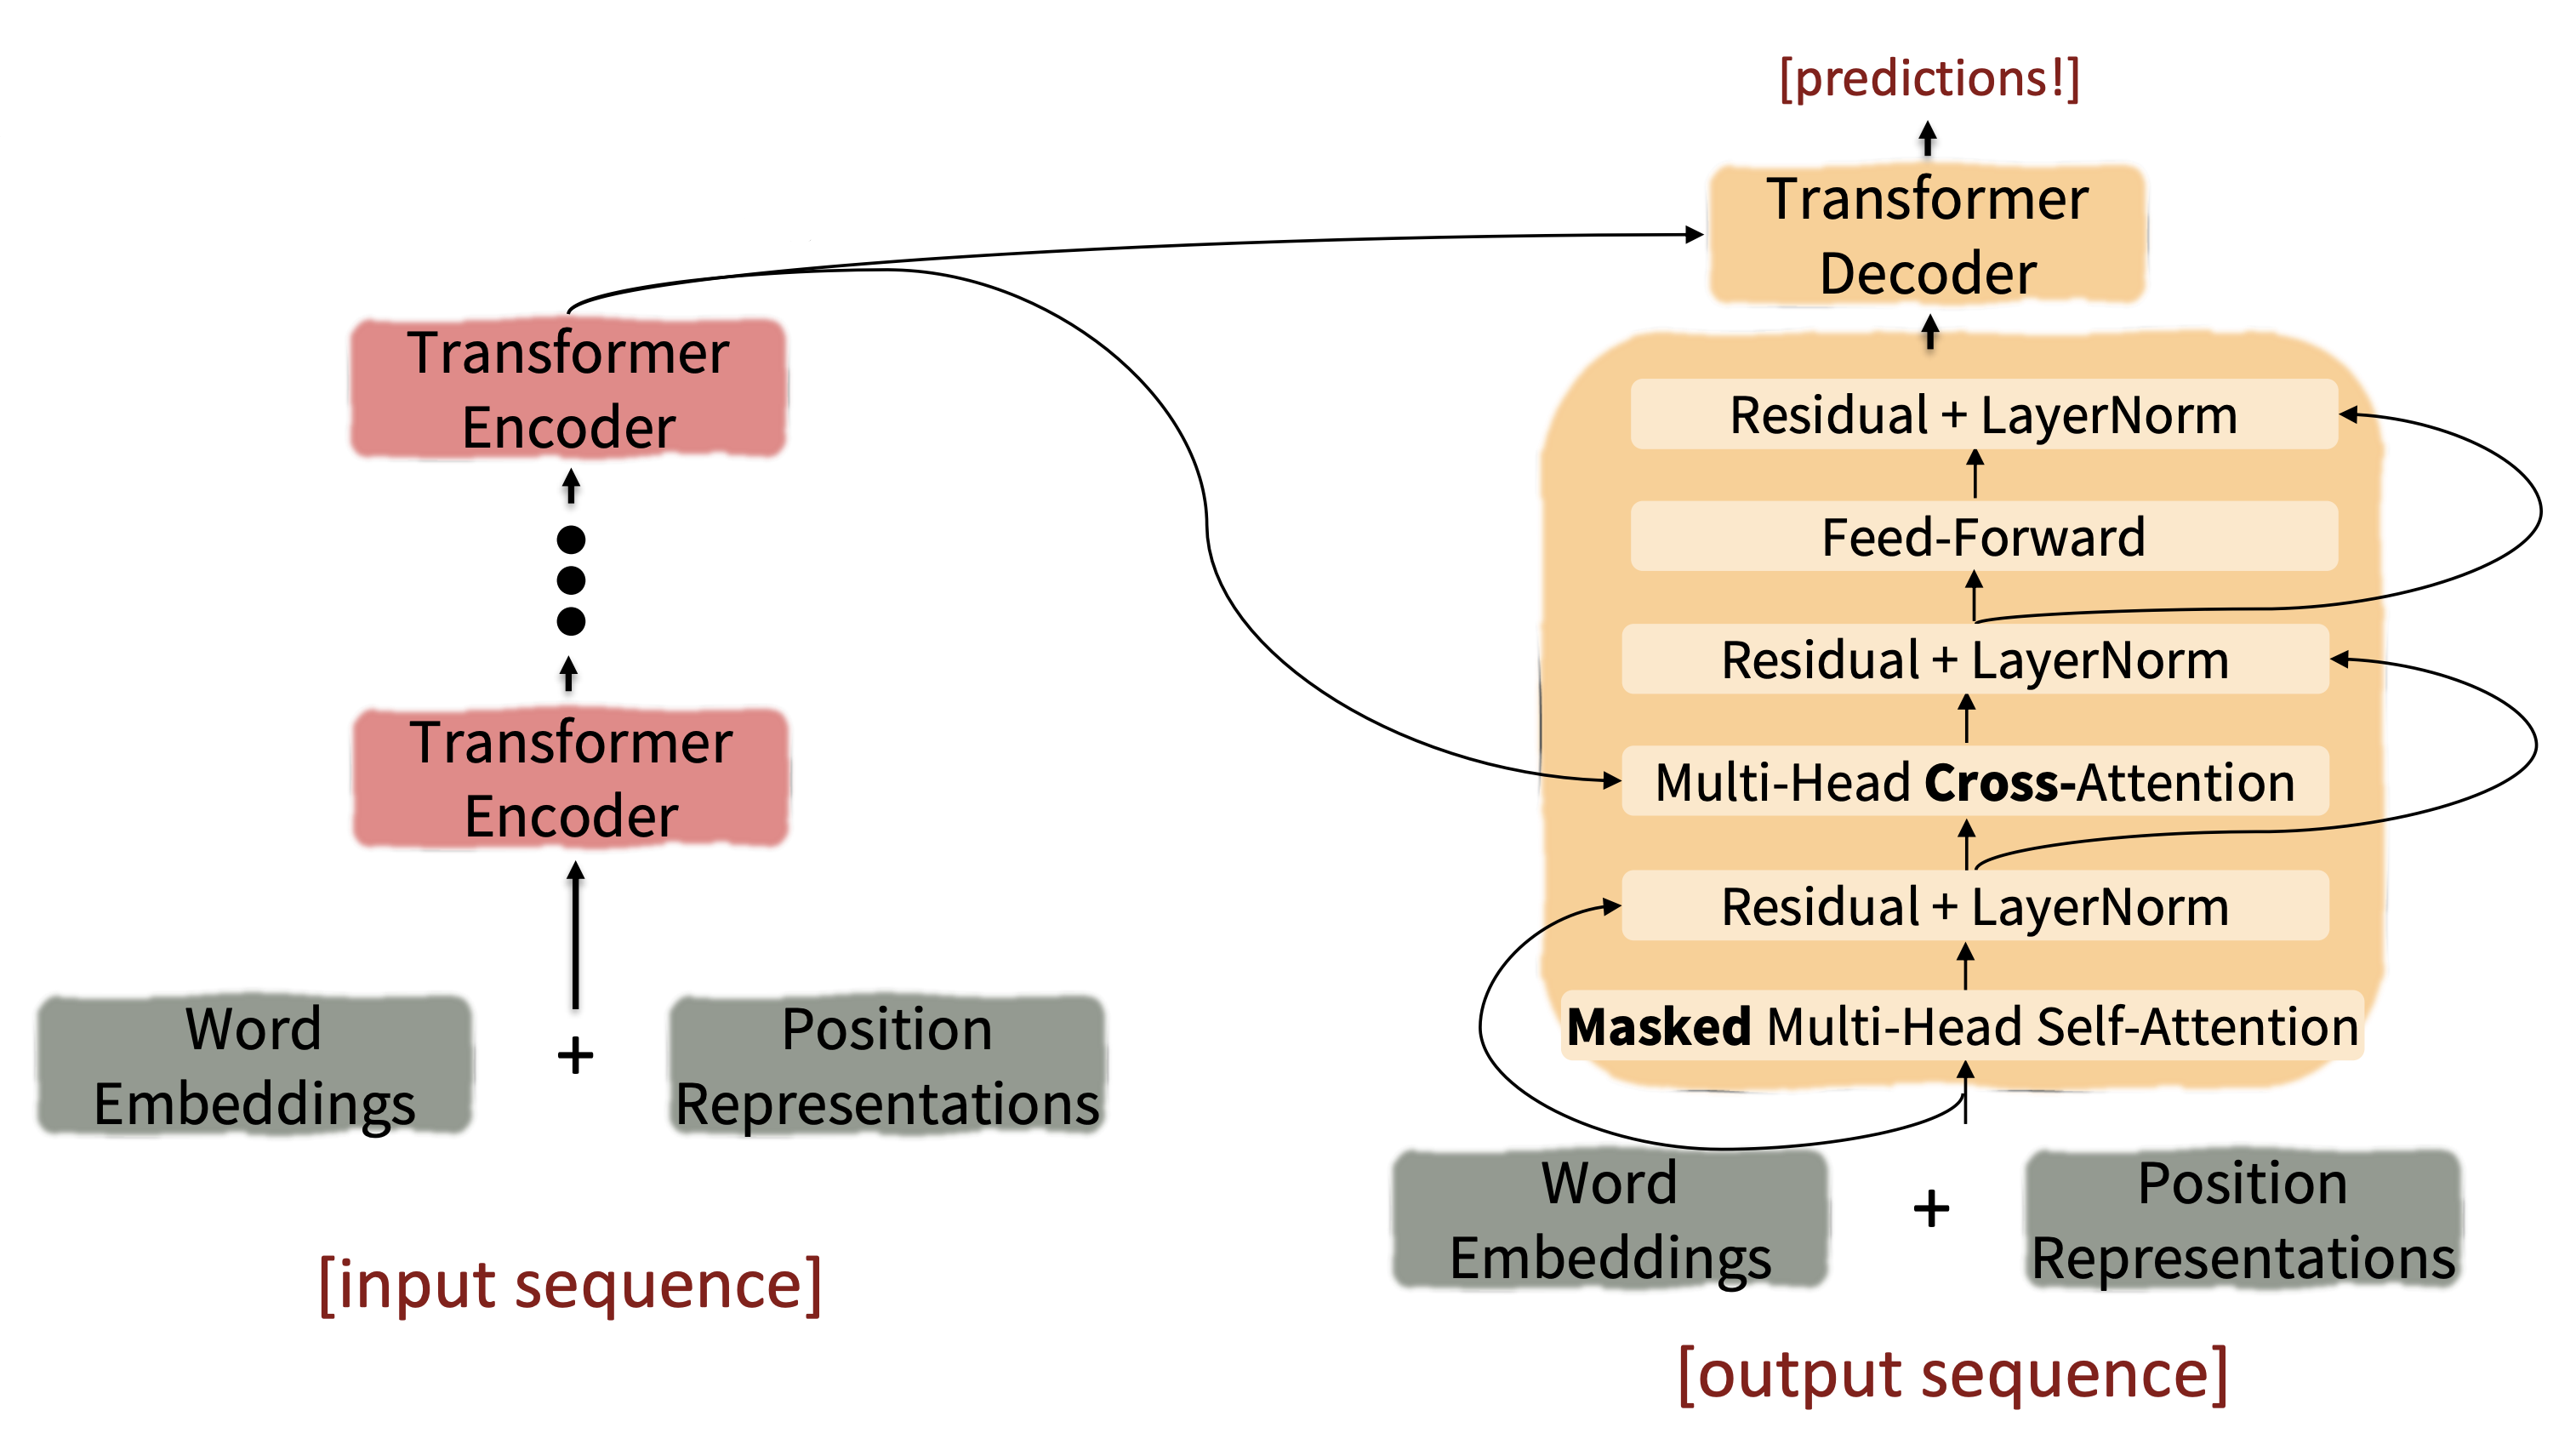 [predictions!]
Transformer
Decoder
Transformer
Encoder
Residual + LayerNorm
Feed-Forward
Residual + LayerNorm
Transformer
Encoder
Multi-Head Cross-Attention
Residual + LayerNorm
Masked Multi-Head Self-Attention
Word
Embeddings
+
Position
Representations
[input sequence]
Word
Embeddings
+
Position
Representations
[output sequence]